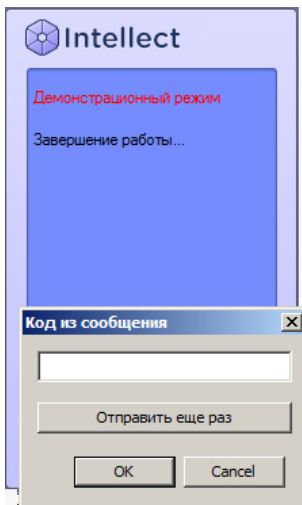 Intellect
Демонстрационный режим
Завершение работы...
Код из сообщения
Отправить еще раз
OK
Cancel